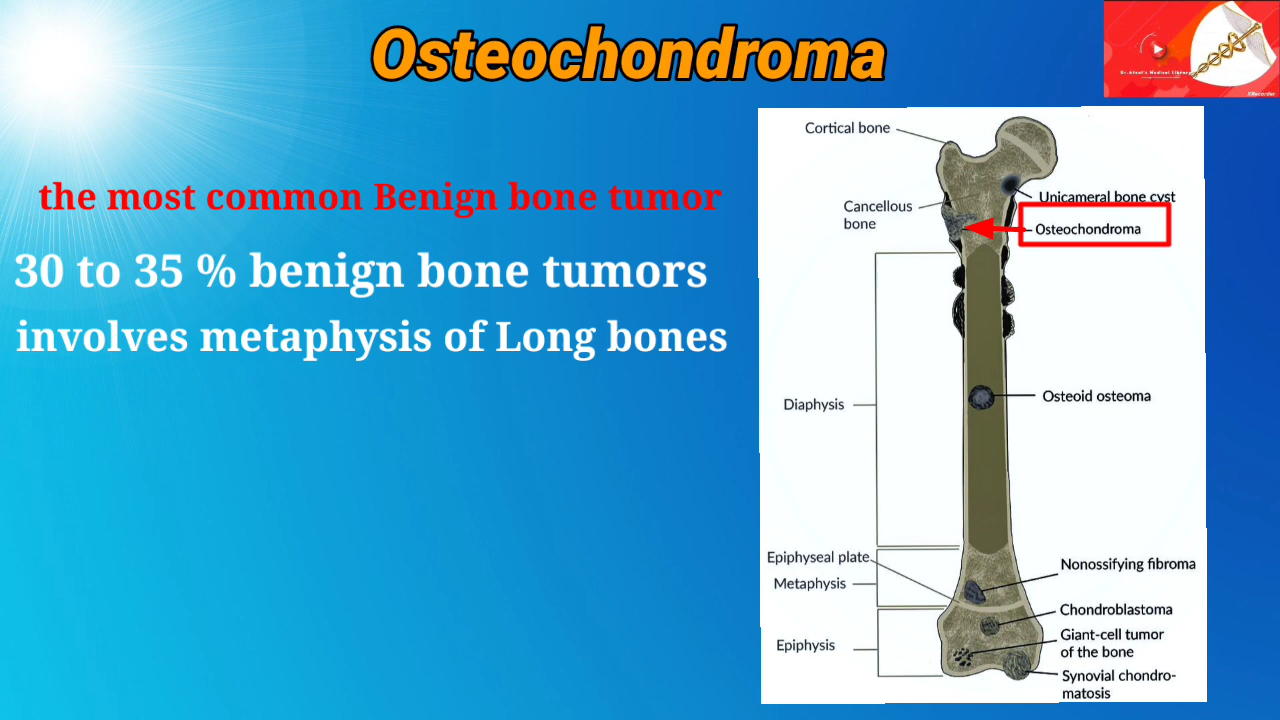 Osteochondroma
the most common Benign bone tumor
30 to 35 % benign bone tumors
involves metaphysis of Long bones
Cortical bone
Unicameral bone cyst
Cancellous
bone
Osteochondroma
Diaphysis
Osteoid osteoma
Epiphyseal plate
Metaphysis
Nonossifying fibroma
Chondroblastoma
Epiphysis
Giant-cell tumor
of the bone
Synovial chondro-
matosis
XRecorder